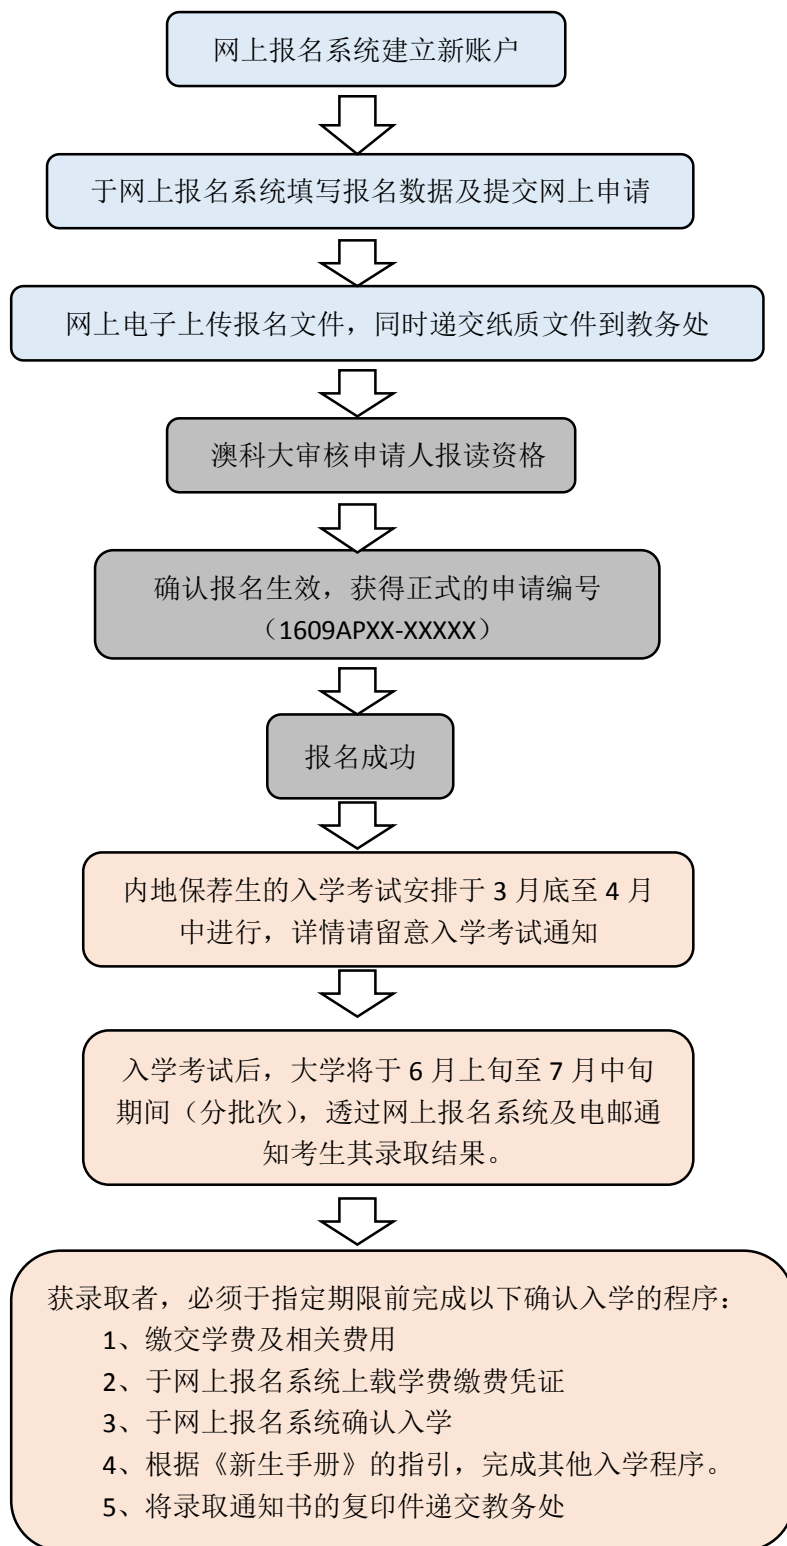 网上报名系统建立新账户
于网上报名系统填写报名数据及提交网上申请
网上电子上传报名文件，同时递交纸质文件到教务处
澳科大审核申请人报读资格
确认报名生效，获得正式的申请编号
（1609APXX-XXXXX）
报名成功
内地保荐生的入学考试安排于 3 月底至 4 月
中进行，详情请留意入学考试通知
入学考试后，大学将于 6 月上旬至 7 月中旬
期间（分批次），透过网上报名系统及电邮通
知考生其录取结果。
获录取者，必须于指定期限前完成以下确认入学的程序：
1、缴交学费及相关费用
2、于网上报名系统上载学费缴费凭证
3、于网上报名系统确认入学
4、根据《新生手册》的指引，完成其他入学程序。
5、将录取通知书的复印件递交教务处